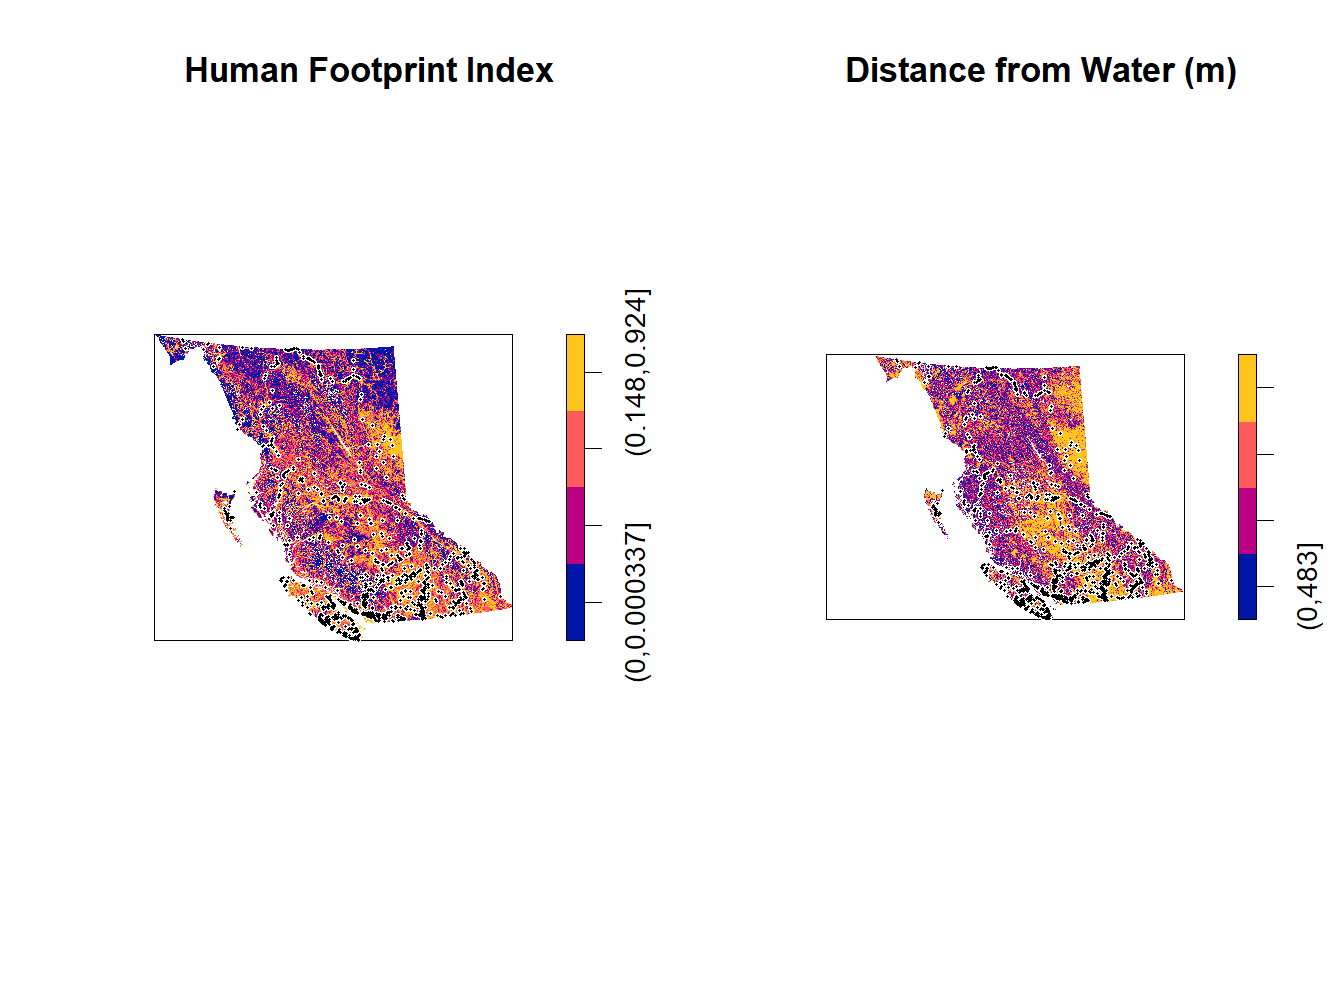 Human Footprint Index
Distance from Water (m)
(0.148,0.924]
(0,0.000337]
(0,483]